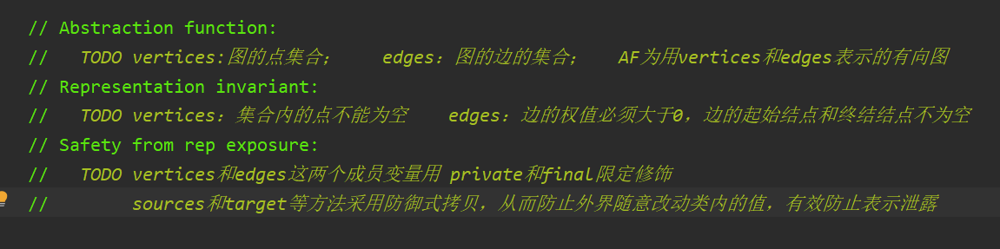 // Abstraction function:
// TODO vertices:图的点集合； edges：图的边的集合； AF为用vertices和edges表示的有向图
// Representation invariant:
// TODO vertices：集合内的点不能为空 edges：边的权值必须大于0，边的起始结点和终结结点不为空
// Safety from rep exposure:
// TODO vertices和edges这两个成员变量用 private和final限定修饰
// sources和target等方法采用防御式拷贝，从而防止外界随意改动类内的值，有效防止表示泄露